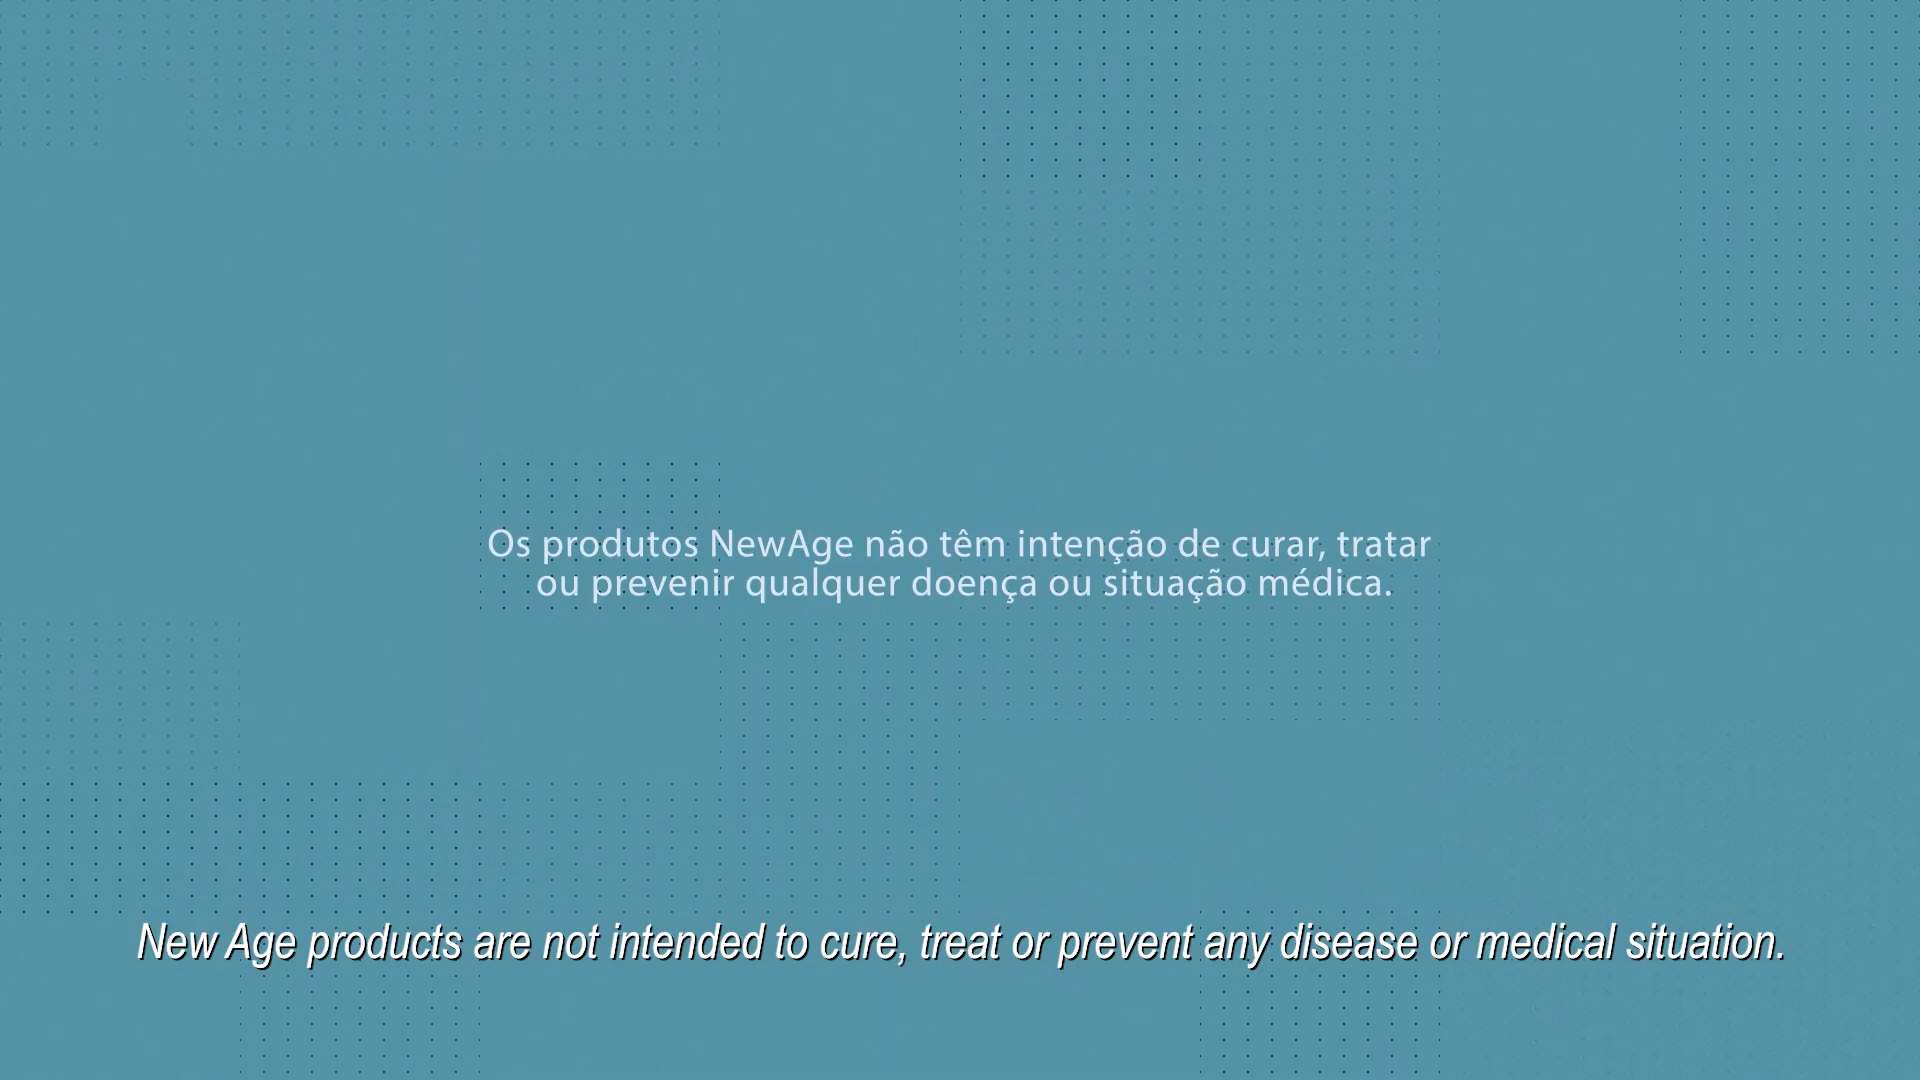 Os produtos NewAge não têm intenção de curar, tratar
ou prevenir qualquer doença ou situação médica.
New Age products are not intended to cure, treat or prevent any disease or medical situation.